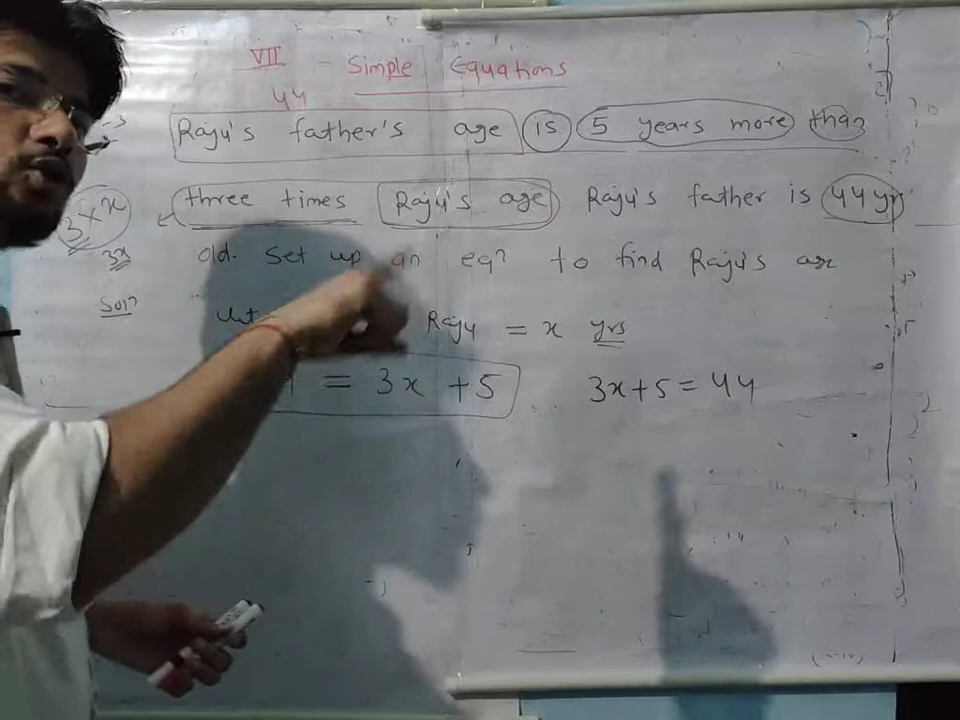 VII - Simple Equations
44
Raju's father's age is 5 years more than
three times Raju's age Raju's father is 44 yr
3 × x
3x
old. Set up an eqn to find Raju's age
Soln Raju = x yrs
= 3x + 5 3x + 5 = 44